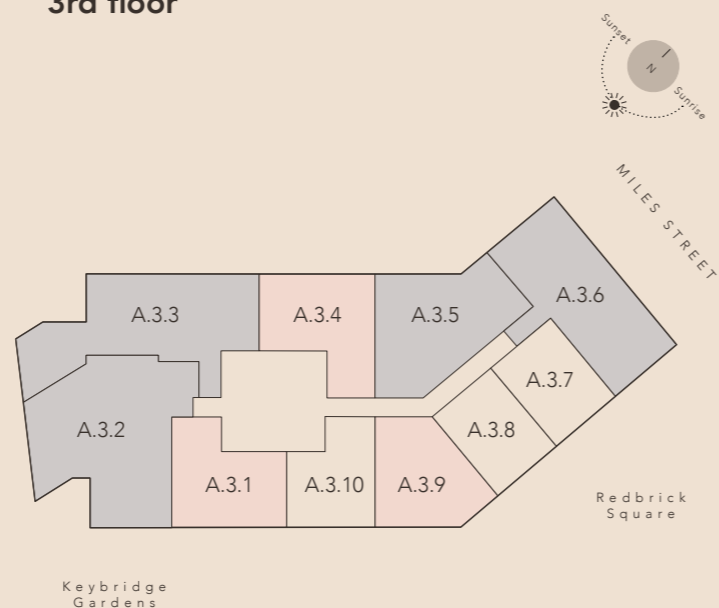 3rd floor
Sunset
N
Sunrise
MILES STREET
A.3.6
A.3.3
A.3.4
A.3.5
A.3.7
A.3.2
A.3.8
A.3.1
A.3.10
A.3.9
Redbrick
Square
Keybridge
Gardens